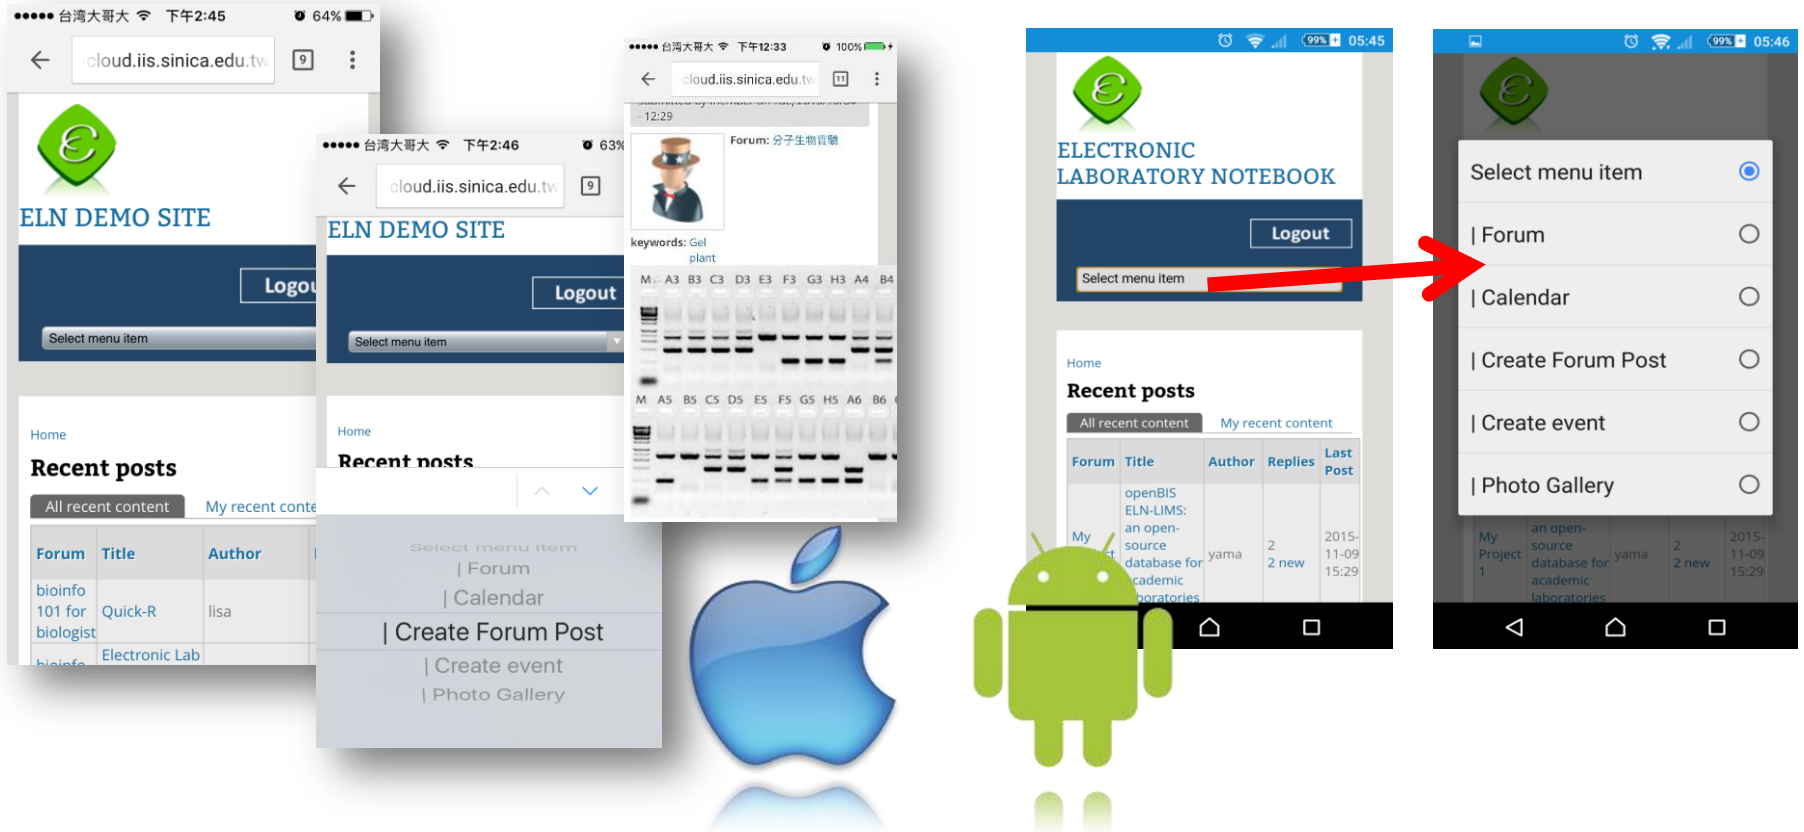 ●●●●● 台湾大哥大 下午2:45 64%
cloud.iis.sinica.edu.tw 9
ELN DEMO SITE
Select menu item
Home
Recent posts
All recent content My recent conte
Forum Title Author
bioinfo
101 for
biologist
Quick-R
lisa
Electronic Lab
●●●●● 台湾大哥大 下午2:46 63%
cloud.iis.sinica.edu.tw 9
ELN DEMO SITE
Logout
Select menu item
Home
Recent posts
Select menu item
| Forum
| Calendar
| Create Forum Post
| Create event
| Photo Gallery
●●●●● 台湾大哥大 下午12:33 100%
cloud.iis.sinica.edu.tw 11
- 12:29
Forum: 分子生物實驗
keywords: Gel
plant
M A3 B3 C3 D3 E3 F3 G3 H3 A4 B4
M A5 B5 C5 D5 E5 F5 G5 H5 A6 B6
99% 05:45
ELECTRONIC
LABORATORY NOTEBOOK
Logout
Select menu item
Home
Recent posts
All recent content My recent content
Forum Title Author Replies Last
Post
My
openBIS
ELN-LIMS:
an open-
source
database for
academic
laboratories
yama
2
2 new
2015-
11-09
15:29
99% 05:46
Select menu item
| Forum
| Calendar
| Create Forum Post
| Create event
| Photo Gallery
My
Project
1
an open-
source
database for
academic
laboratories
yama
2
2 new
2015-
11-09
15:29